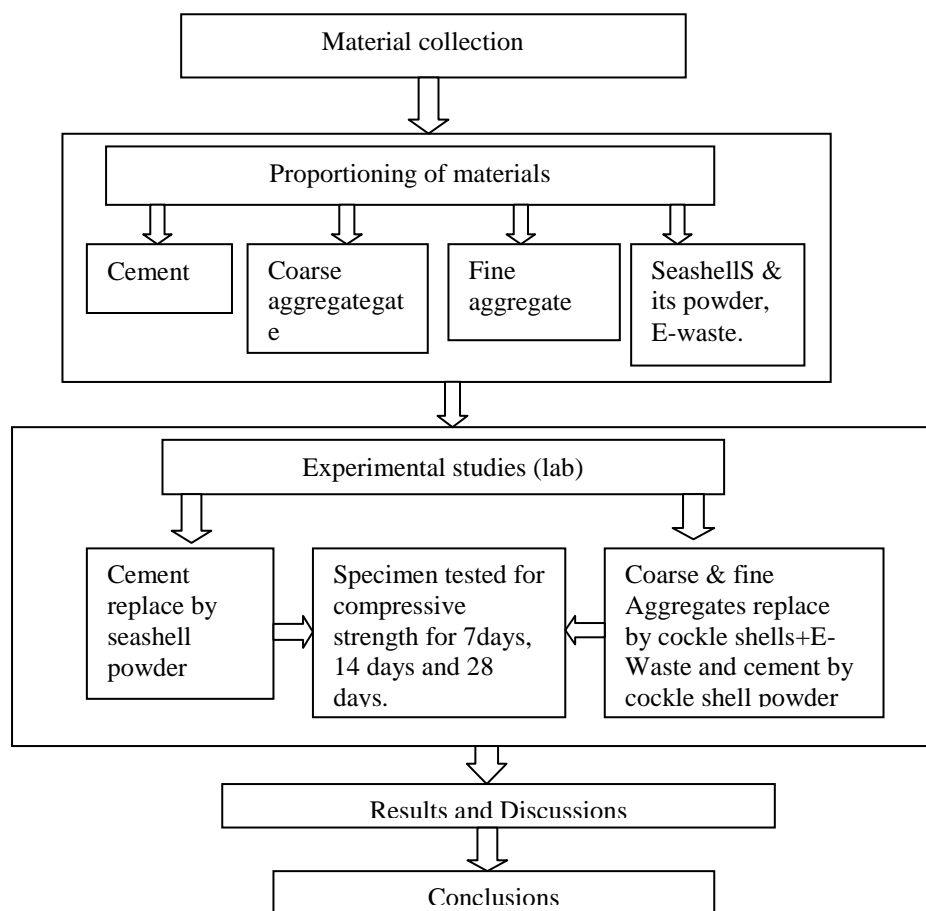 Material collection
Proportioning of materials
Cement
Coarse
aggregategat
e
Fine
aggregate
SeashellS &
its powder,
E-waste.
Experimental studies (lab)
Cement
replace by
seashell
powder
Specimen tested for
compressive
strength for 7days,
14 days and 28
days.
Coarse & fine
Aggregates replace
by cockle shells+E-
Waste and cement by
cockle shell powder
Results and Discussions
Conclusions